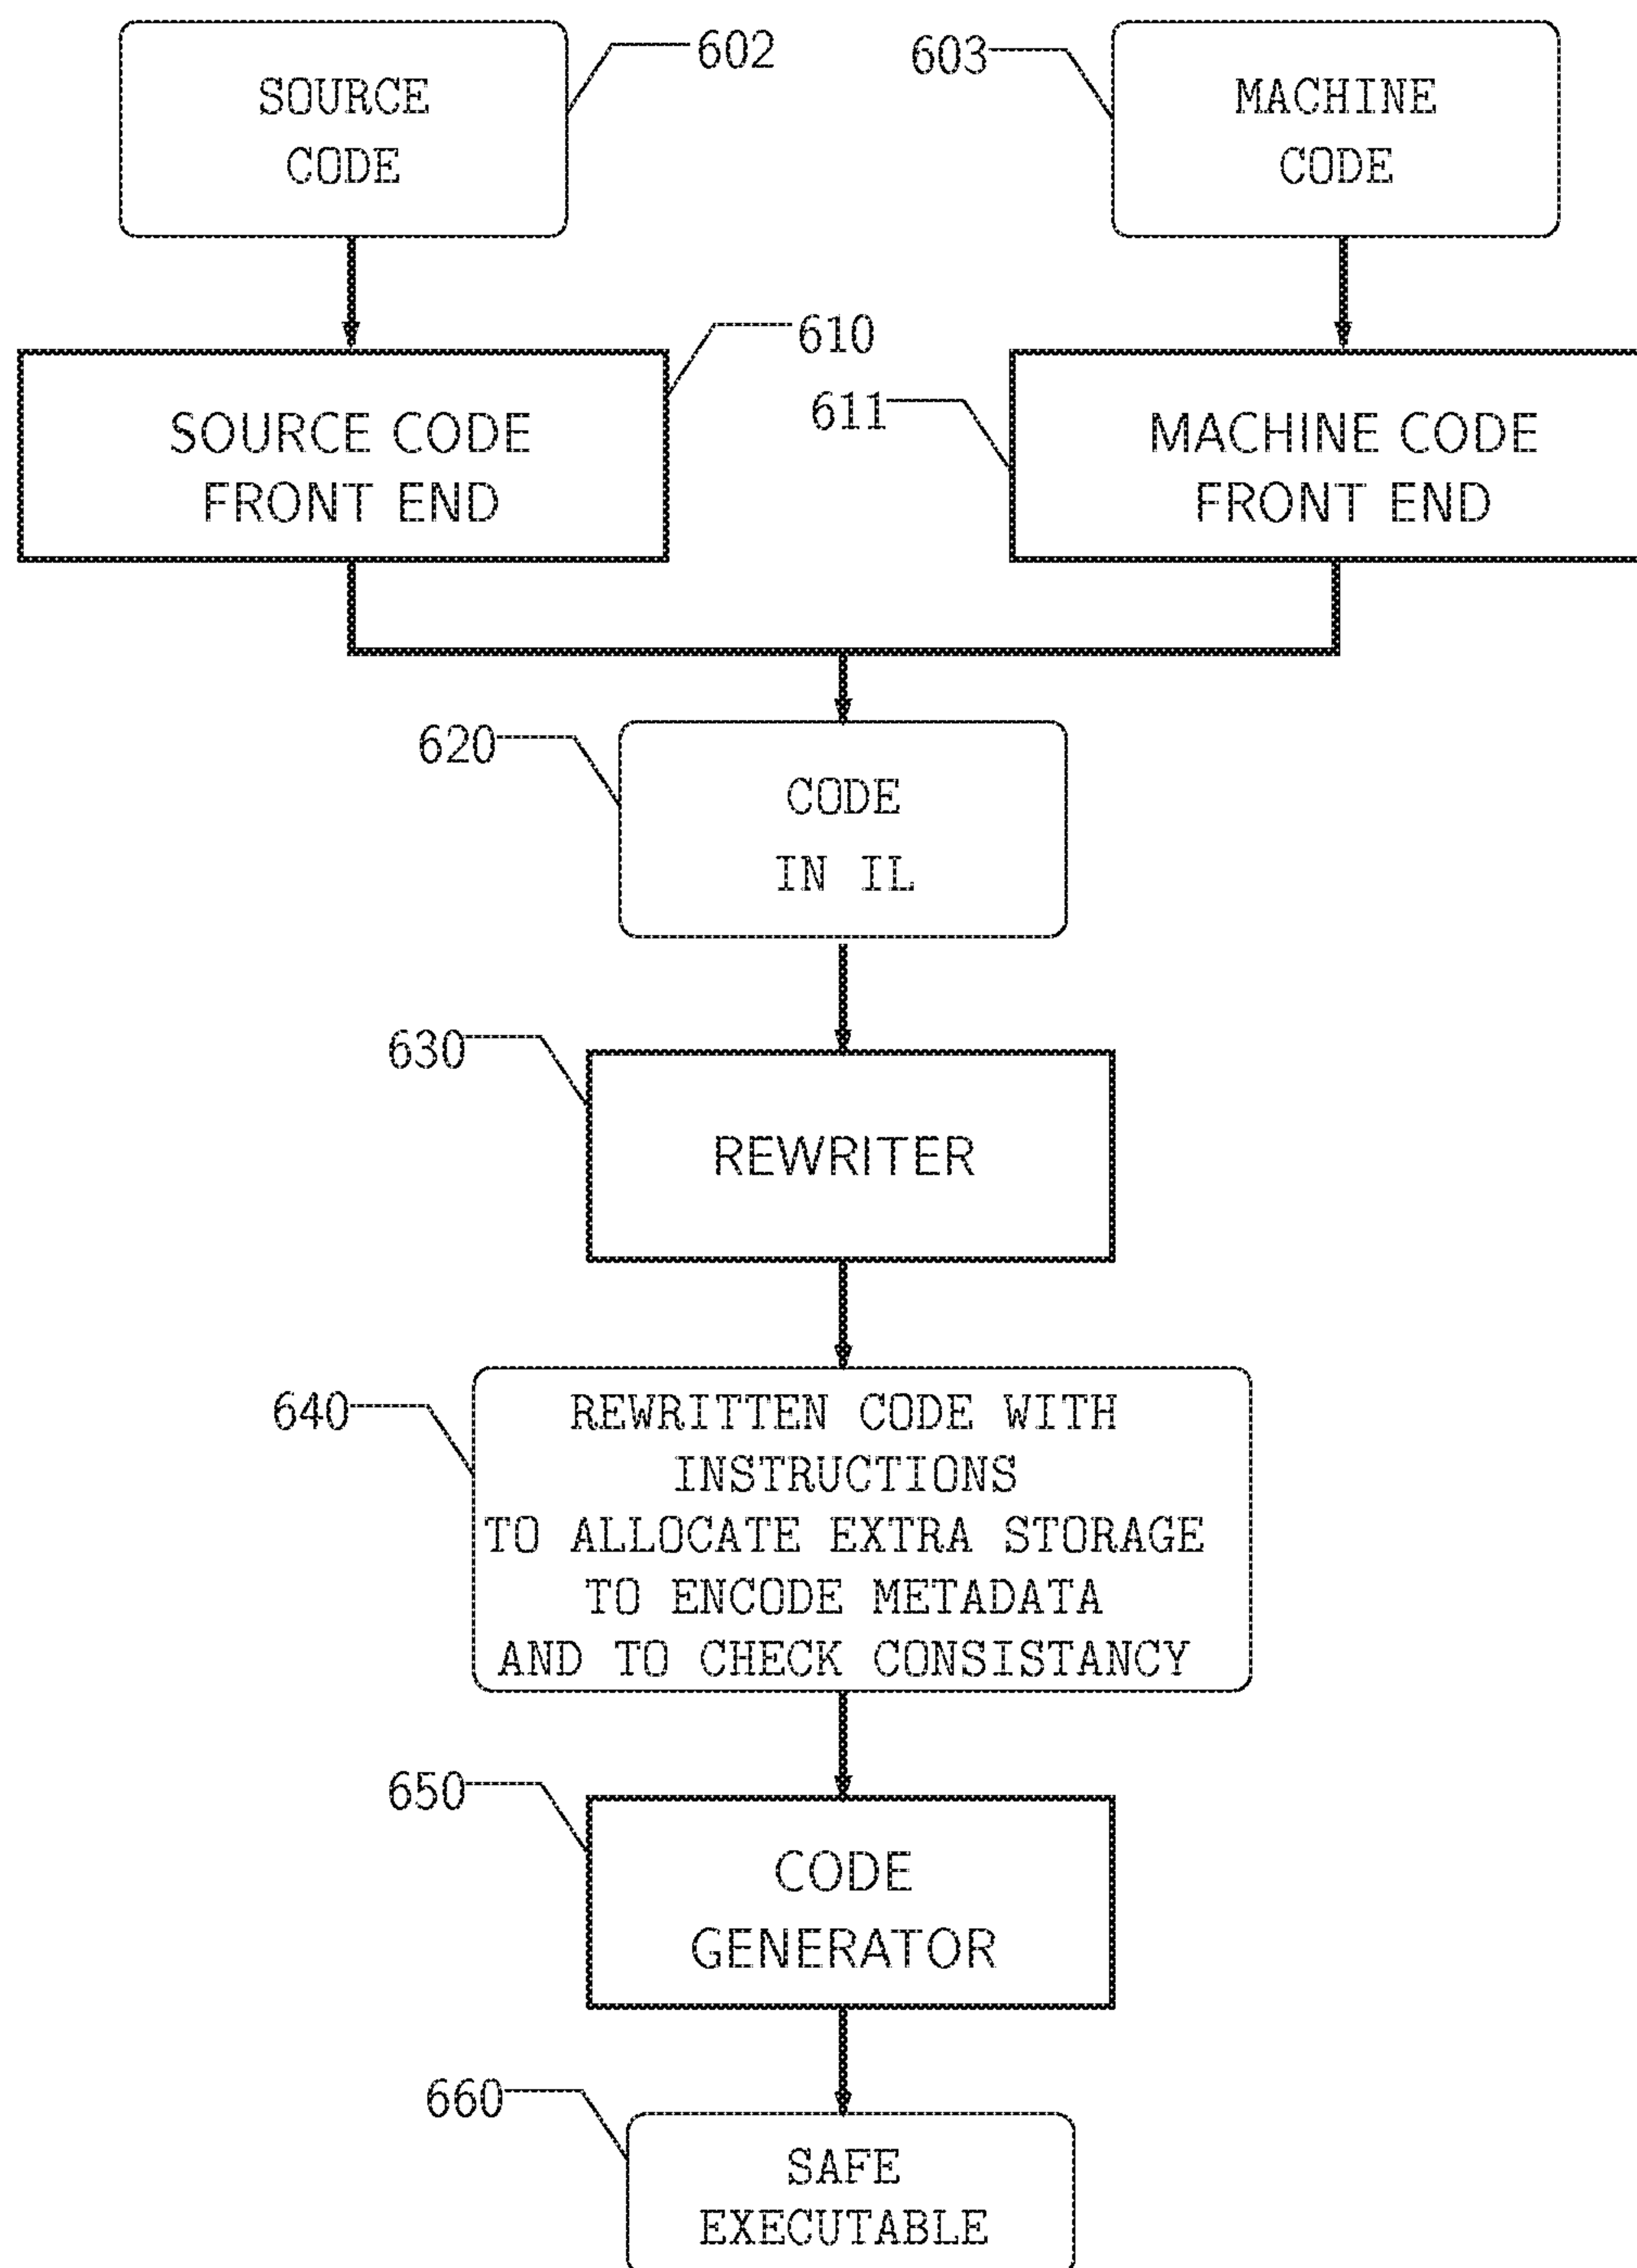 602
603
SOURCE
CODE
MACHINE
CODE
610
611
SOURCE CODE
FRONT END
MACHINE CODE
FRONT END
620
CODE
IN IL
630
REWRITER
640
REWRITTEN CODE WITH
INSTRUCTIONS
TO ALLOCATE EXTRA STORAGE
TO ENCODE METADATA
AND TO CHECK CONSISTANCY
650
CODE
GENERATOR
660
SAFE
EXECUTABLE